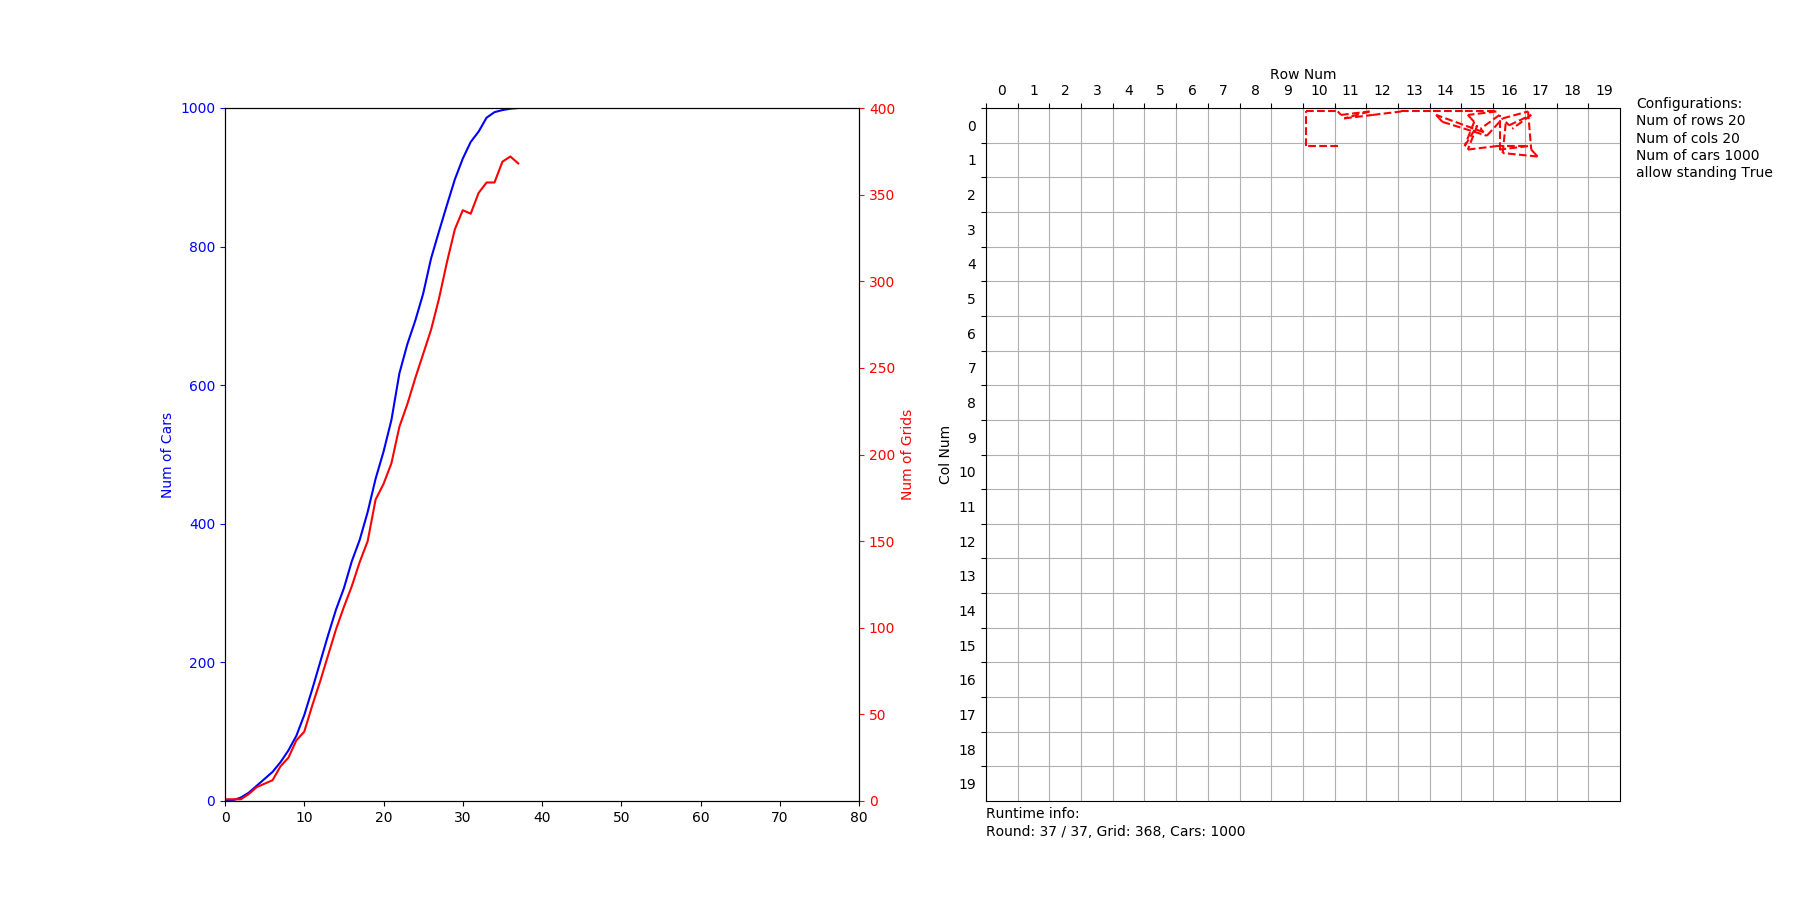 Row Num
0 1 2 3 4 5 6 7 8 9 10 11 12 13 14 15 16 17 18 19
1000
800
600
400
200
0
Num of Cars
0 10 20 30 40 50 60 70 80
400
350
300
250
200
150
100
50
0
Num of Grids
Col Num
0
1
2
3
4
5
6
7
8
9
10
11
12
13
14
15
16
17
18
19
Configurations:
Num of rows 20
Num of cols 20
Num of cars 1000
allow standing True
Runtime info:
Round: 37 / 37, Grid: 368, Cars: 1000